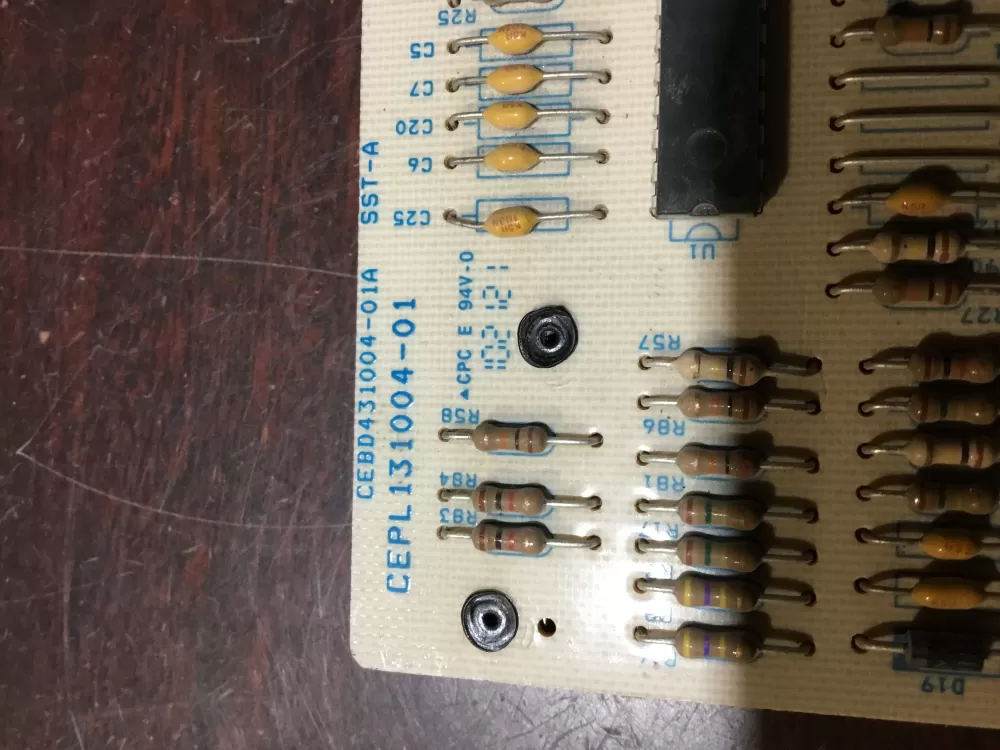 R25
C5
C7
C20
C6
C25
SST-A
CEBD431004-01A
CEPL131004-01
▲CPC E 94V-0
U1
R57
R58
R86
R84
R81
R83
R27
D19